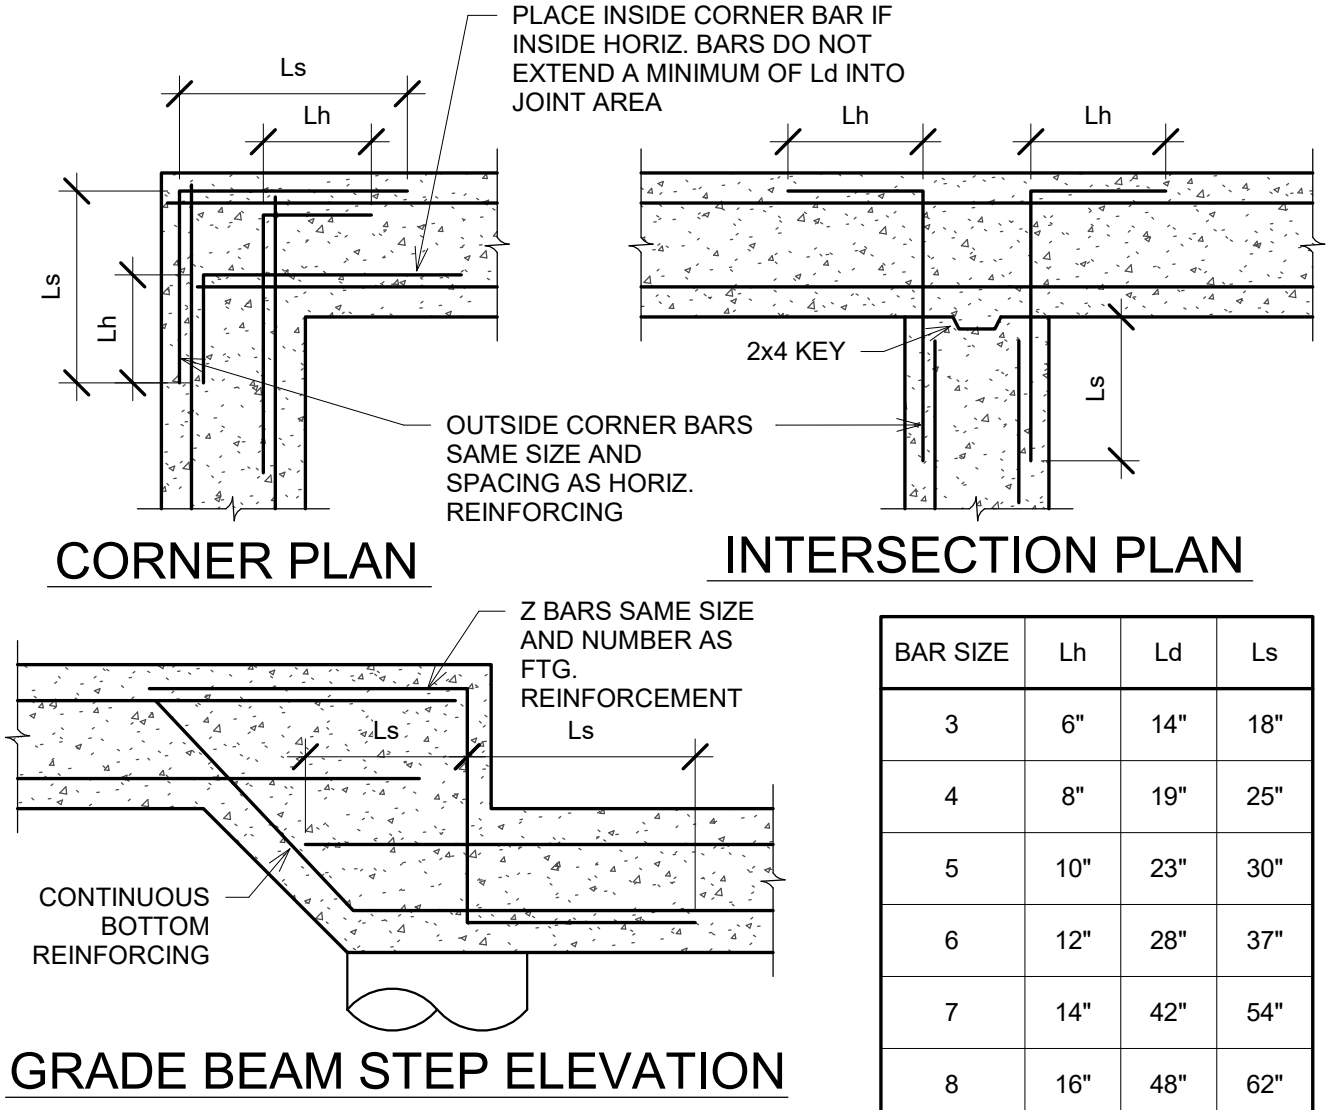 PLACE INSIDE CORNER BAR IF
INSIDE HORIZ. BARS DO NOT
EXTEND A MINIMUM OF Ld INTO
JOINT AREA
Ls
Lh
Ls
Lh
Lh
Lh
2x4 KEY
Ls
OUTSIDE CORNER BARS
SAME SIZE AND
SPACING AS HORIZ.
REINFORCING
CORNER PLAN
INTERSECTION PLAN
Z BARS SAME SIZE
AND NUMBER AS
FTG.
REINFORCEMENT
Ls
Ls
CONTINUOUS
BOTTOM
REINFORCING
GRADE BEAM STEP ELEVATION
BAR SIZE Lh Ld Ls
3 6" 14" 18"
4 8" 19" 25"
5 10" 23" 30"
6 12" 28" 37"
7 14" 42" 54"
8 16" 48" 62"